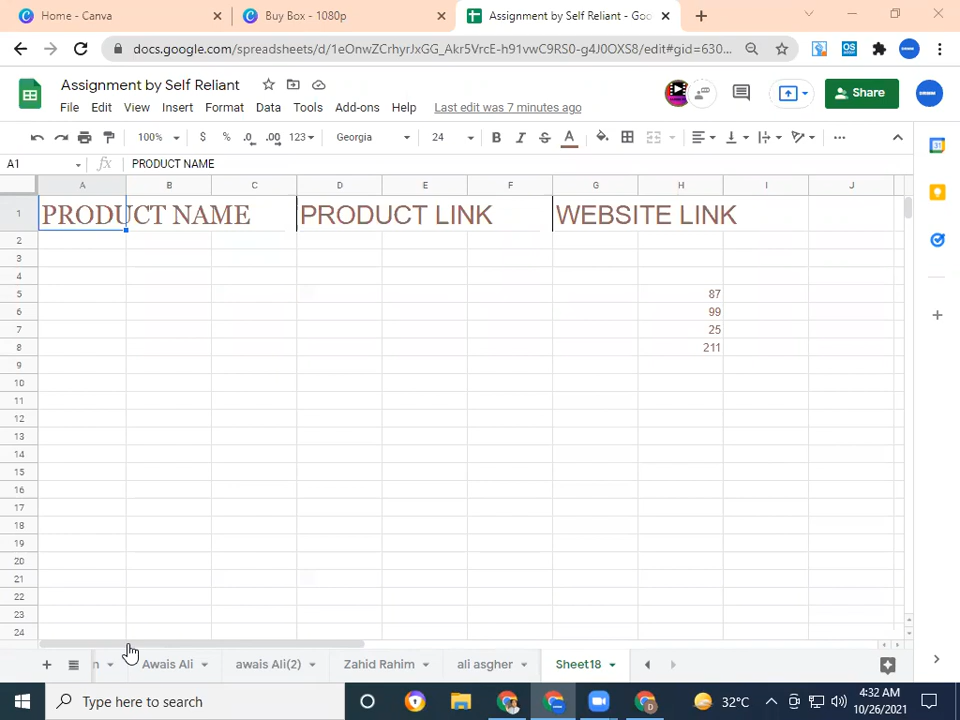 Home - Canva
Buy Box - 1080p
Assignment by Self Reliant - Goo
docs.google.com/spreadsheets/d/1eOnwZCrhyrJxGG_Akr5VrcE-h91vwC9RS0-g4J0OXS8/edit#gid=630...
OS
Assignment by Self Reliant
File Edit View Insert Format Data Tools Add-ons Help Last edit was 7 minutes ago
Share
100% $ % .0 .00 123 Georgia 24 B I S A
A1 fx PRODUCT NAME
A B C D E F G H I J
1 PRODUCT NAME PRODUCT LINK WEBSITE LINK
2
3
4
5 87
6 99
7 25
8 211
9
10
11
12
13
14
15
16
17
18
19
20
21
22
23
24
n Awais Ali awais Ali(2) Zahid Rahim ali asgher Sheet18
Type here to search
32°C
4:32 AM
10/26/2021